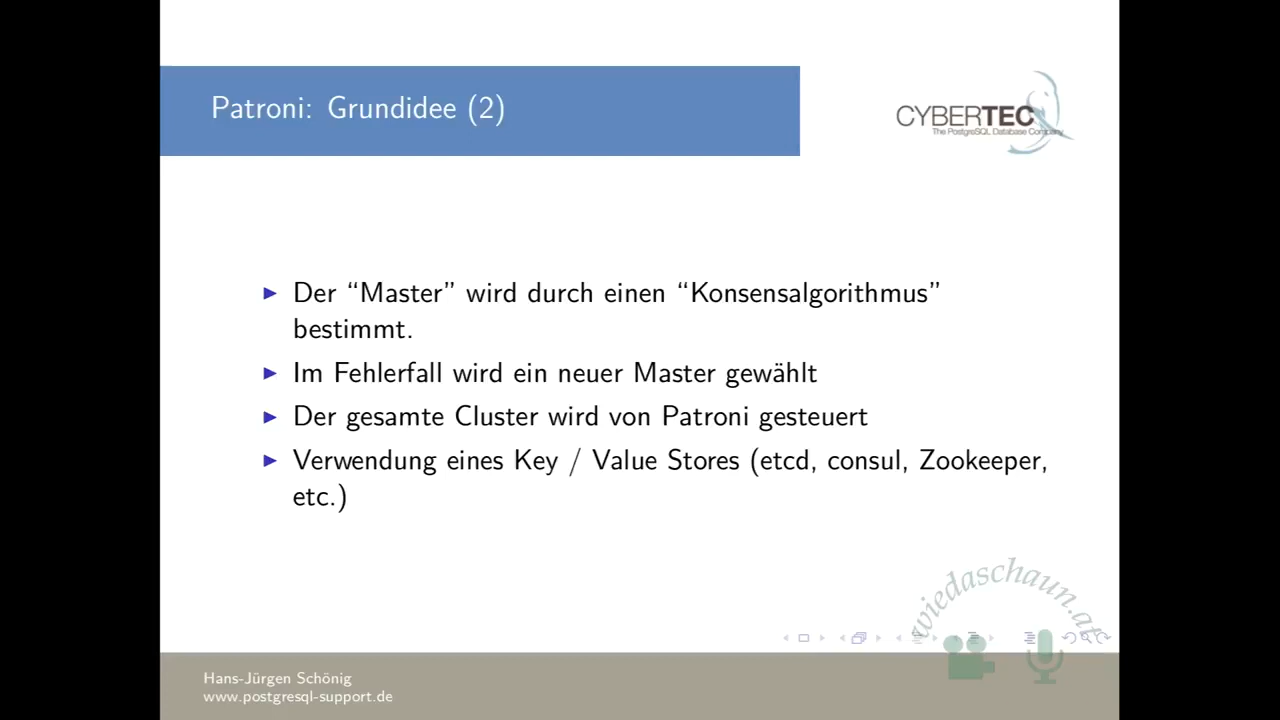 Patroni: Grundidee (2)
CYBERTEC
The PostgreSQL Database Company
Der “Master” wird durch einen “Konsensalgorithmus”
bestimmt.
Im Fehlerfall wird ein neuer Master gewählt
Der gesamte Cluster wird von Patroni gesteuert
Verwendung eines Key / Value Stores (etcd, consul, Zookeeper,
etc.)
wiedaschaun.at
Hans-Jürgen Schönig
www.postgresql-support.de